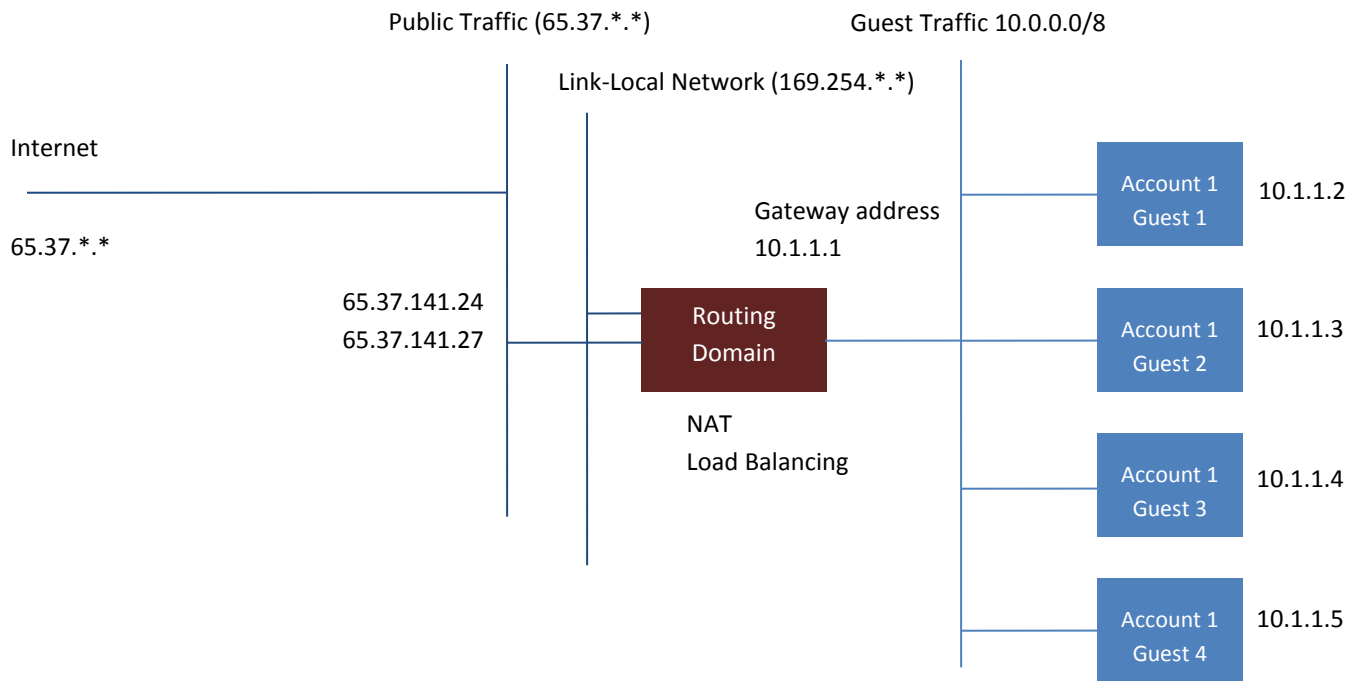 Public Traffic (65.37.*.*)
Guest Traffic 10.0.0.0/8
Link-Local Network (169.254.*.*)
Internet
65.37.*.*
Gateway address
10.1.1.1
65.37.141.24
65.37.141.27
Routing
Domain
NAT
Load Balancing
Account 1
Guest 1
10.1.1.2
Account 1
Guest 2
10.1.1.3
Account 1
Guest 3
10.1.1.4
Account 1
Guest 4
10.1.1.5